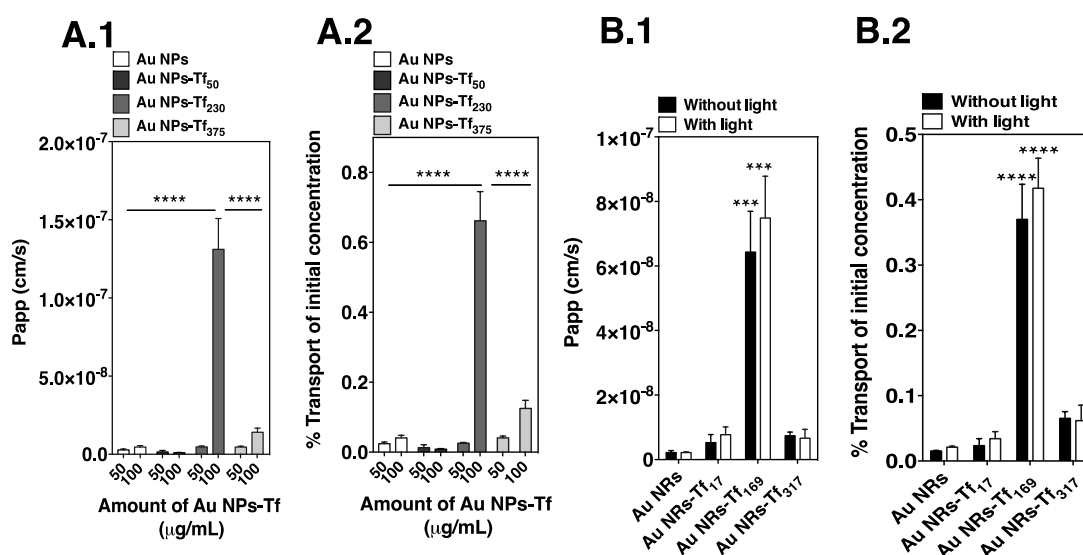 A.1
Au NPs
Au NPs-Tf50
Au NPs-Tf230
Au NPs-Tf375
Papp (cm/s)
2.0×10-7
1.5×10-7
1.0×10-7
5.0×10-8
0.0
****
****
50 100 50 100 50 100 50 100
Amount of Au NPs-Tf
(μg/mL)
A.2
Au NPs
Au NPs-Tf50
Au NPs-Tf230
Au NPs-Tf375
% Transport of initial concentration
0.8
0.6
0.4
0.2
0.0
****
****
50 100 50 100 50 100 50 100
Amount of Au NPs-Tf
(μg/mL)
B.1
Without light
With light
Papp (cm/s)
1×10-7
8×10-8
6×10-8
4×10-8
2×10-8
0
***
***
Au NRs
Au NRs-Tf17
Au NRs-Tf169
Au NRs-Tf317
B.2
Without light
With light
% Transport of initial concentration
0.5
0.4
0.3
0.2
0.1
0.0
****
****
Au NRs
Au NRs-Tf17
Au NRs-Tf169
Au NRs-Tf317